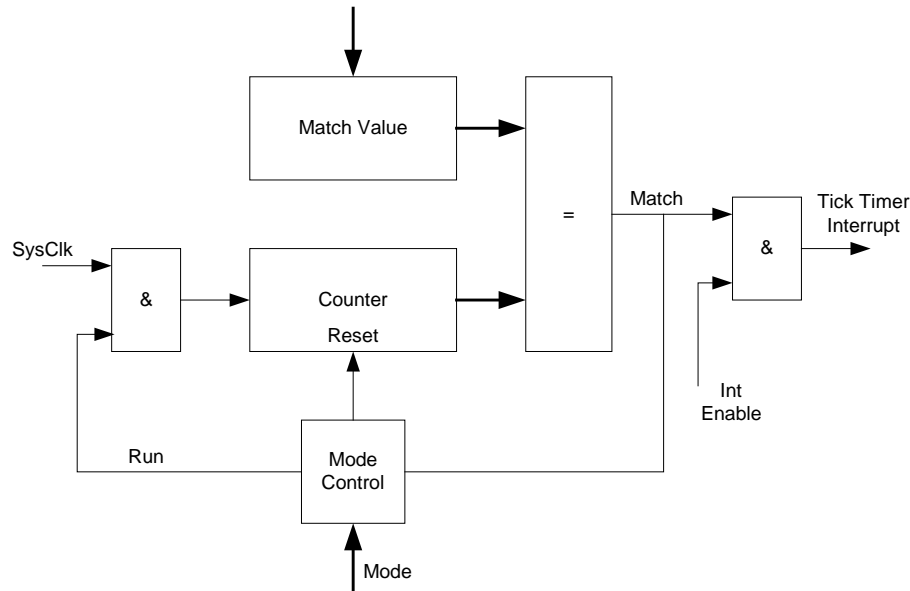 Match Value
=
Match
Tick Timer
Interrupt
SysClk
&
Counter
Reset
&
Int
Enable
Run
Mode
Control
Mode